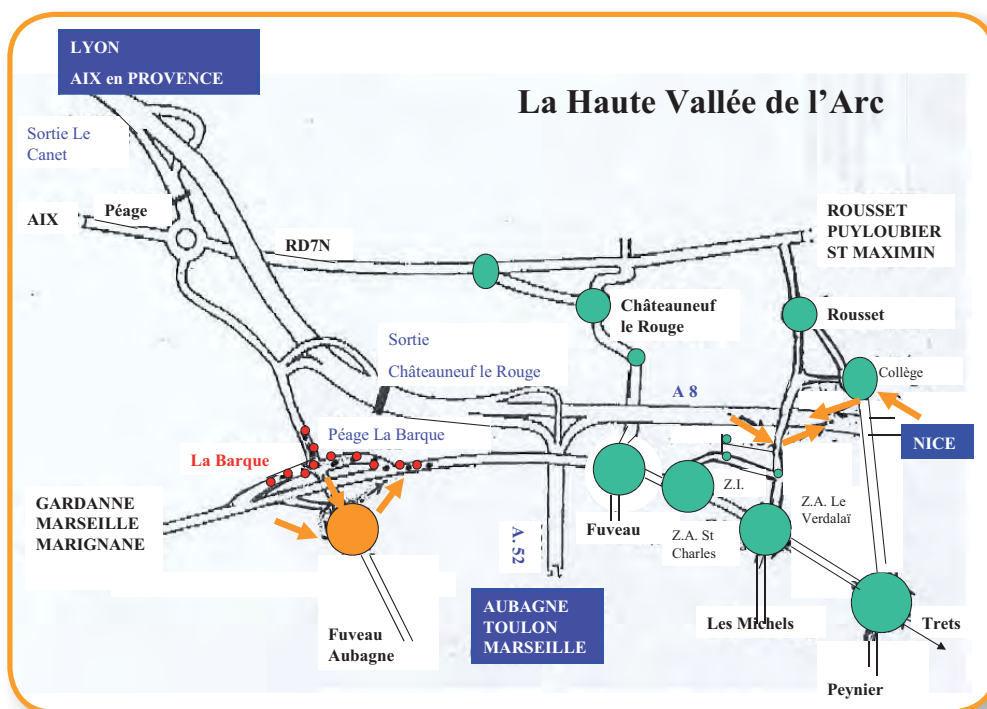 LYON
AIX en PROVENCE
La Haute Vallée de l'Arc
Sortie Le
Canet
AIX
Péage
RD7N
ROUSSET
PUYLOUBIER
ST MAXIMIN
Châteauneuf
le Rouge
Rousset
Sortie
Châteauneuf le Rouge
Collège
A 8
Péage La Barque
La Barque
NICE
GARDANNE
MARSEILLE
MARIGNANE
Z.I.
Z.A. Le
Verdalaï
Fuveau
Z.A. St
Charles
A. 52
AUBAGNE
TOULON
MARSEILLE
Fuveau
Aubagne
Les Michels
Trets
Peynier